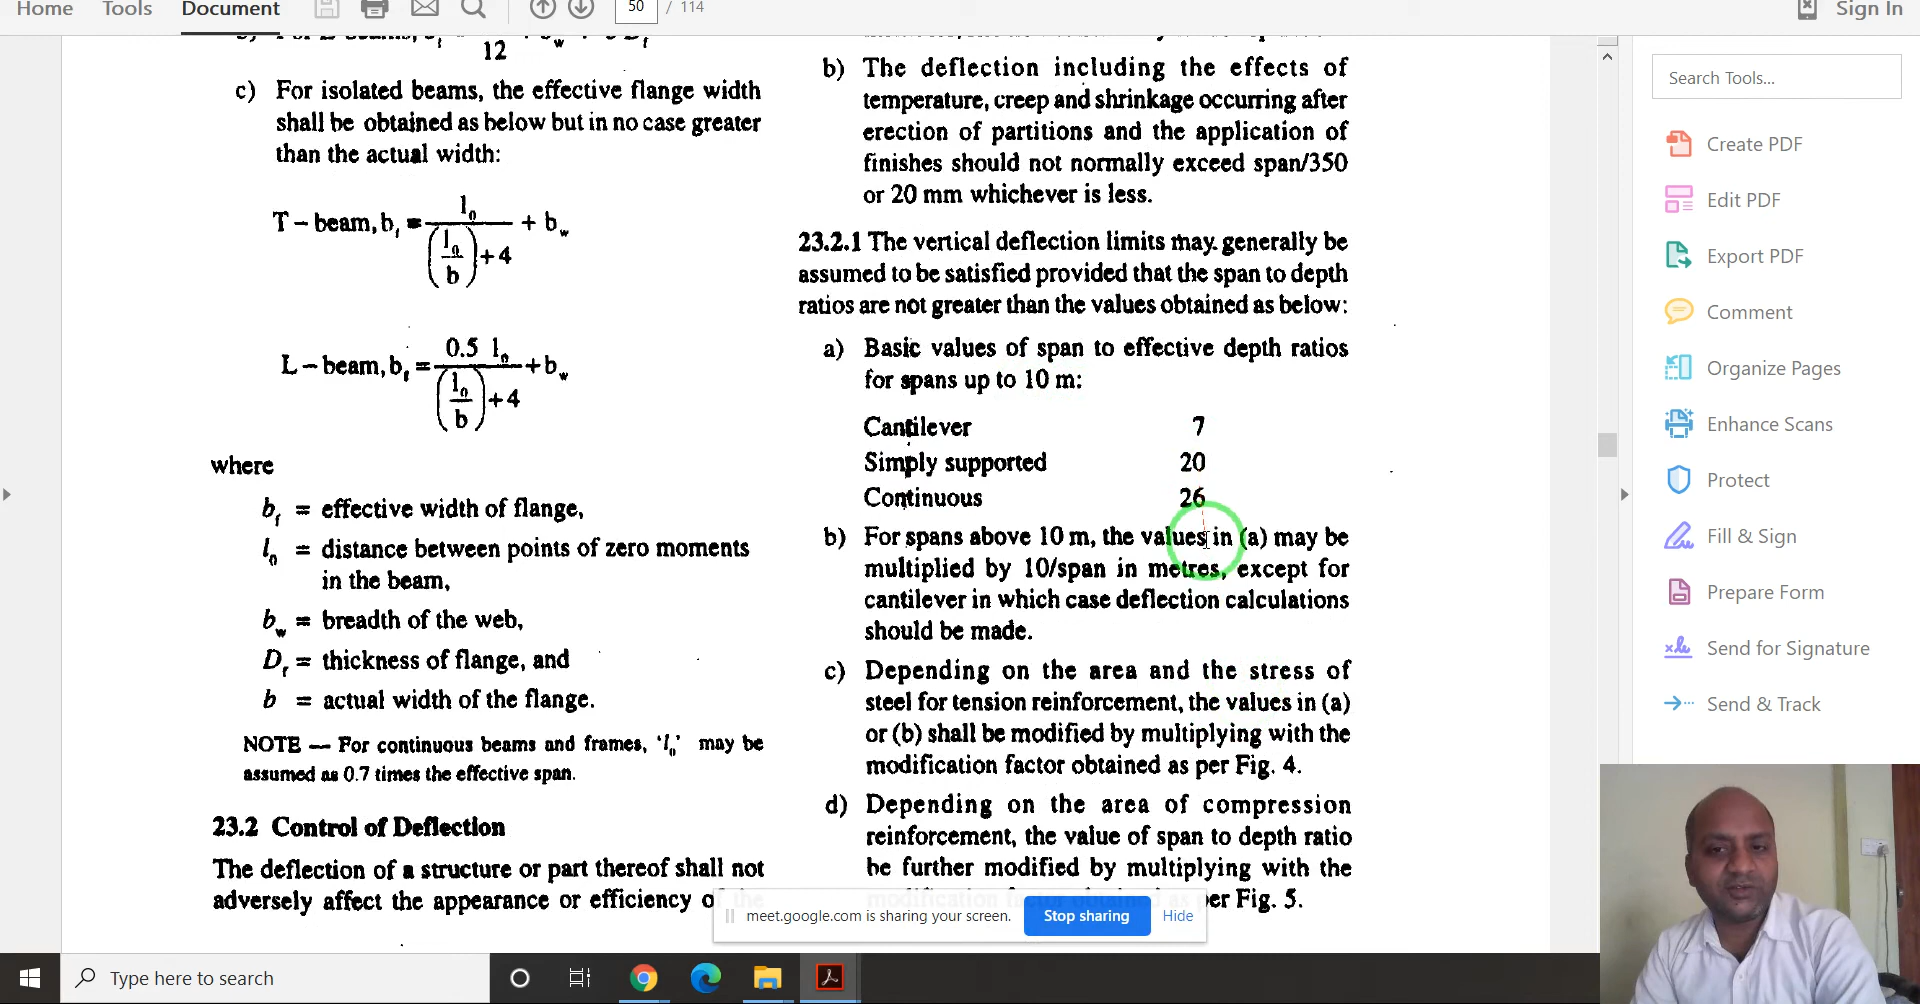 Home Tools Document 50 / 114 Sign In
12
c) For isolated beams, the effective flange width
shall be obtained as below but in no case greater
than the actual width:
T – beam, b_f = l_0 / ((l_0 / b) + 4) + b_w
L – beam, b_f = 0.5 l_0 / ((l_0 / b) + 4) + b_w
where
b_f = effective width of flange,
l_0 = distance between points of zero moments
in the beam,
b_w = breadth of the web,
D_f = thickness of flange, and
b = actual width of the flange.
NOTE — For continuous beams and frames, ‘l_0’ may be
assumed as 0.7 times the effective span.
23.2 Control of Deflection
The deflection of a structure or part thereof shall not
adversely affect the appearance or efficiency of the
b) The deflection including the effects of
temperature, creep and shrinkage occurring after
erection of partitions and the application of
finishes should not normally exceed span/350
or 20 mm whichever is less.
23.2.1 The vertical deflection limits may generally be
assumed to be satisfied provided that the span to depth
ratios are not greater than the values obtained as below:
a) Basic values of span to effective depth ratios
for spans up to 10 m:
Cantilever 7
Simply supported 20
Continuous 26
b) For spans above 10 m, the values in (a) may be
multiplied by 10/span in metres, except for
cantilever in which case deflection calculations
should be made.
c) Depending on the area and the stress of
steel for tension reinforcement, the values in (a)
or (b) shall be modified by multiplying with the
modification factor obtained as per Fig. 4.
d) Depending on the area of compression
reinforcement, the value of span to depth ratio
be further modified by multiplying with the
modification factor obtained as per Fig. 5.
meet.google.com is sharing your screen. Stop sharing Hide
Search Tools...
Create PDF
Edit PDF
Export PDF
Comment
Organize Pages
Enhance Scans
Protect
Fill & Sign
Prepare Form
Send for Signature
Send & Track
Type here to search